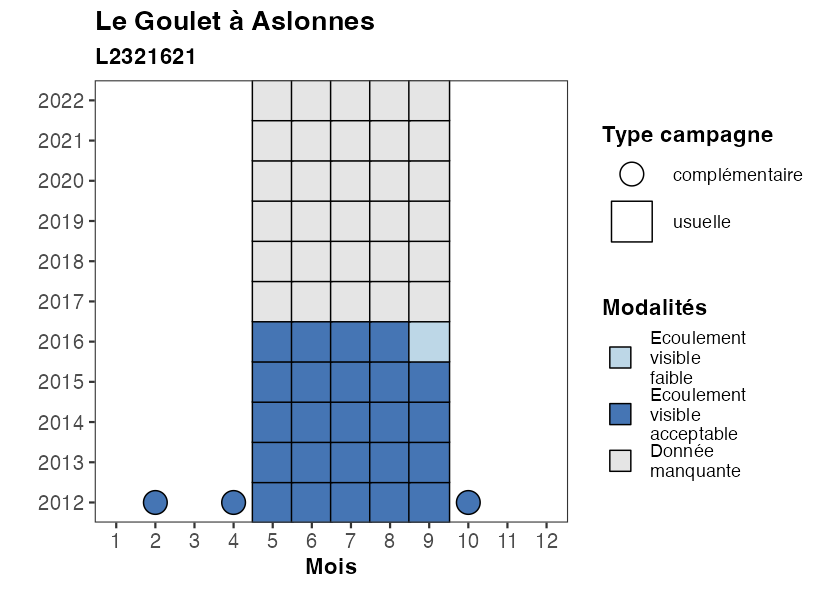 Le Goulet à Aslonnes
L2321621
2022
2021
2020
2019
2018
2017
2016
2015
2014
2013
2012
1 2 3 4 5 6 7 8 9 10 11 12
Mois
Type campagne
complémentaire
usuelle
Modalités
Ecoulement
visible
faible
Ecoulement
visible
acceptable
Donnée
manquante